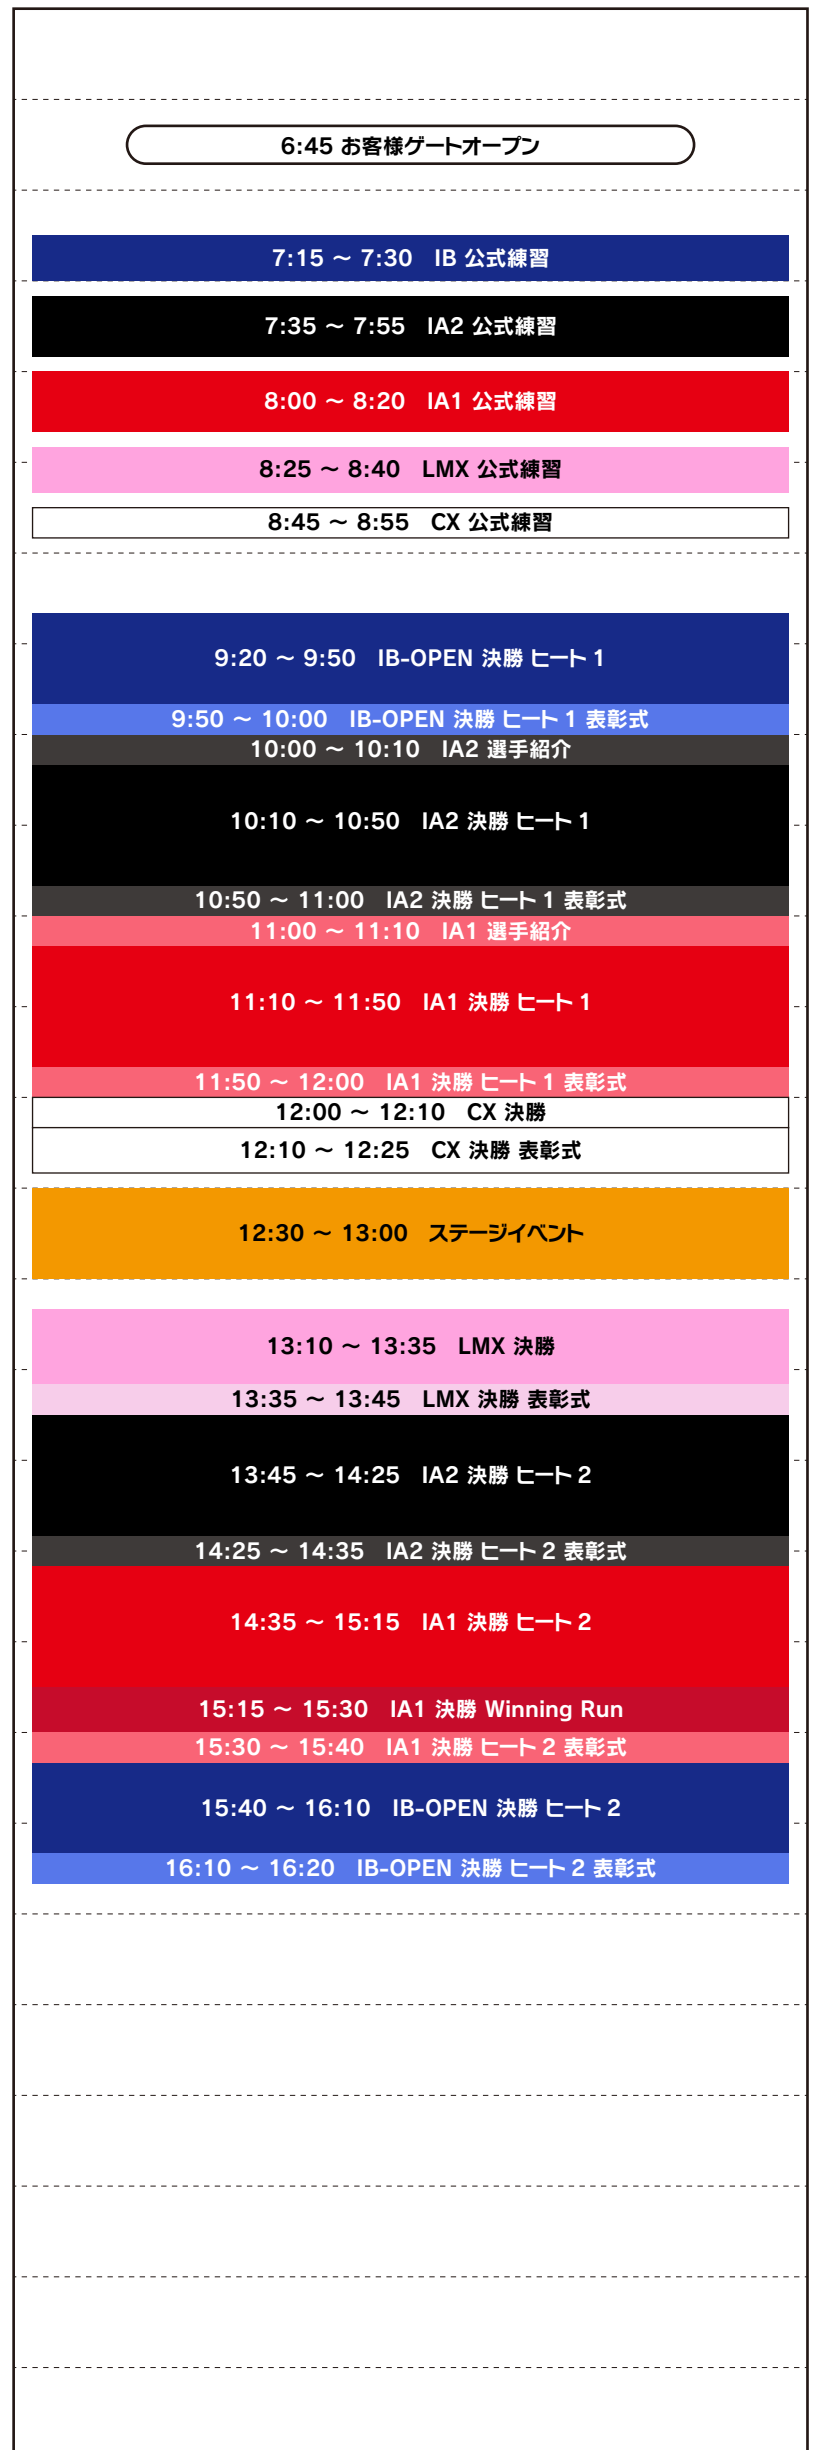 6:45 お客様ゲートオープン
7:15 ～ 7:30 IB 公式練習
7:35 ～ 7:55 IA2 公式練習
8:00 ～ 8:20 IA1 公式練習
8:25 ～ 8:40 LMX 公式練習
8:45 ～ 8:55 CX 公式練習
9:20 ～ 9:50 IB-OPEN 決勝 ヒート 1
9:50 ～ 10:00 IB-OPEN 決勝 ヒート 1 表彰式
10:00 ～ 10:10 IA2 選手紹介
10:10 ～ 10:50 IA2 決勝 ヒート 1
10:50 ～ 11:00 IA2 決勝 ヒート 1 表彰式
11:00 ～ 11:10 IA1 選手紹介
11:10 ～ 11:50 IA1 決勝 ヒート 1
11:50 ～ 12:00 IA1 決勝 ヒート 1 表彰式
12:00 ～ 12:10 CX 決勝
12:10 ～ 12:25 CX 決勝 表彰式
12:30 ～ 13:00 ステージイベント
13:10 ～ 13:35 LMX 決勝
13:35 ～ 13:45 LMX 決勝 表彰式
13:45 ～ 14:25 IA2 決勝 ヒート 2
14:25 ～ 14:35 IA2 決勝 ヒート 2 表彰式
14:35 ～ 15:15 IA1 決勝 ヒート 2
15:15 ～ 15:30 IA1 決勝 Winning Run
15:30 ～ 15:40 IA1 決勝 ヒート 2 表彰式
15:40 ～ 16:10 IB-OPEN 決勝 ヒート 2
16:10 ～ 16:20 IB-OPEN 決勝 ヒート 2 表彰式